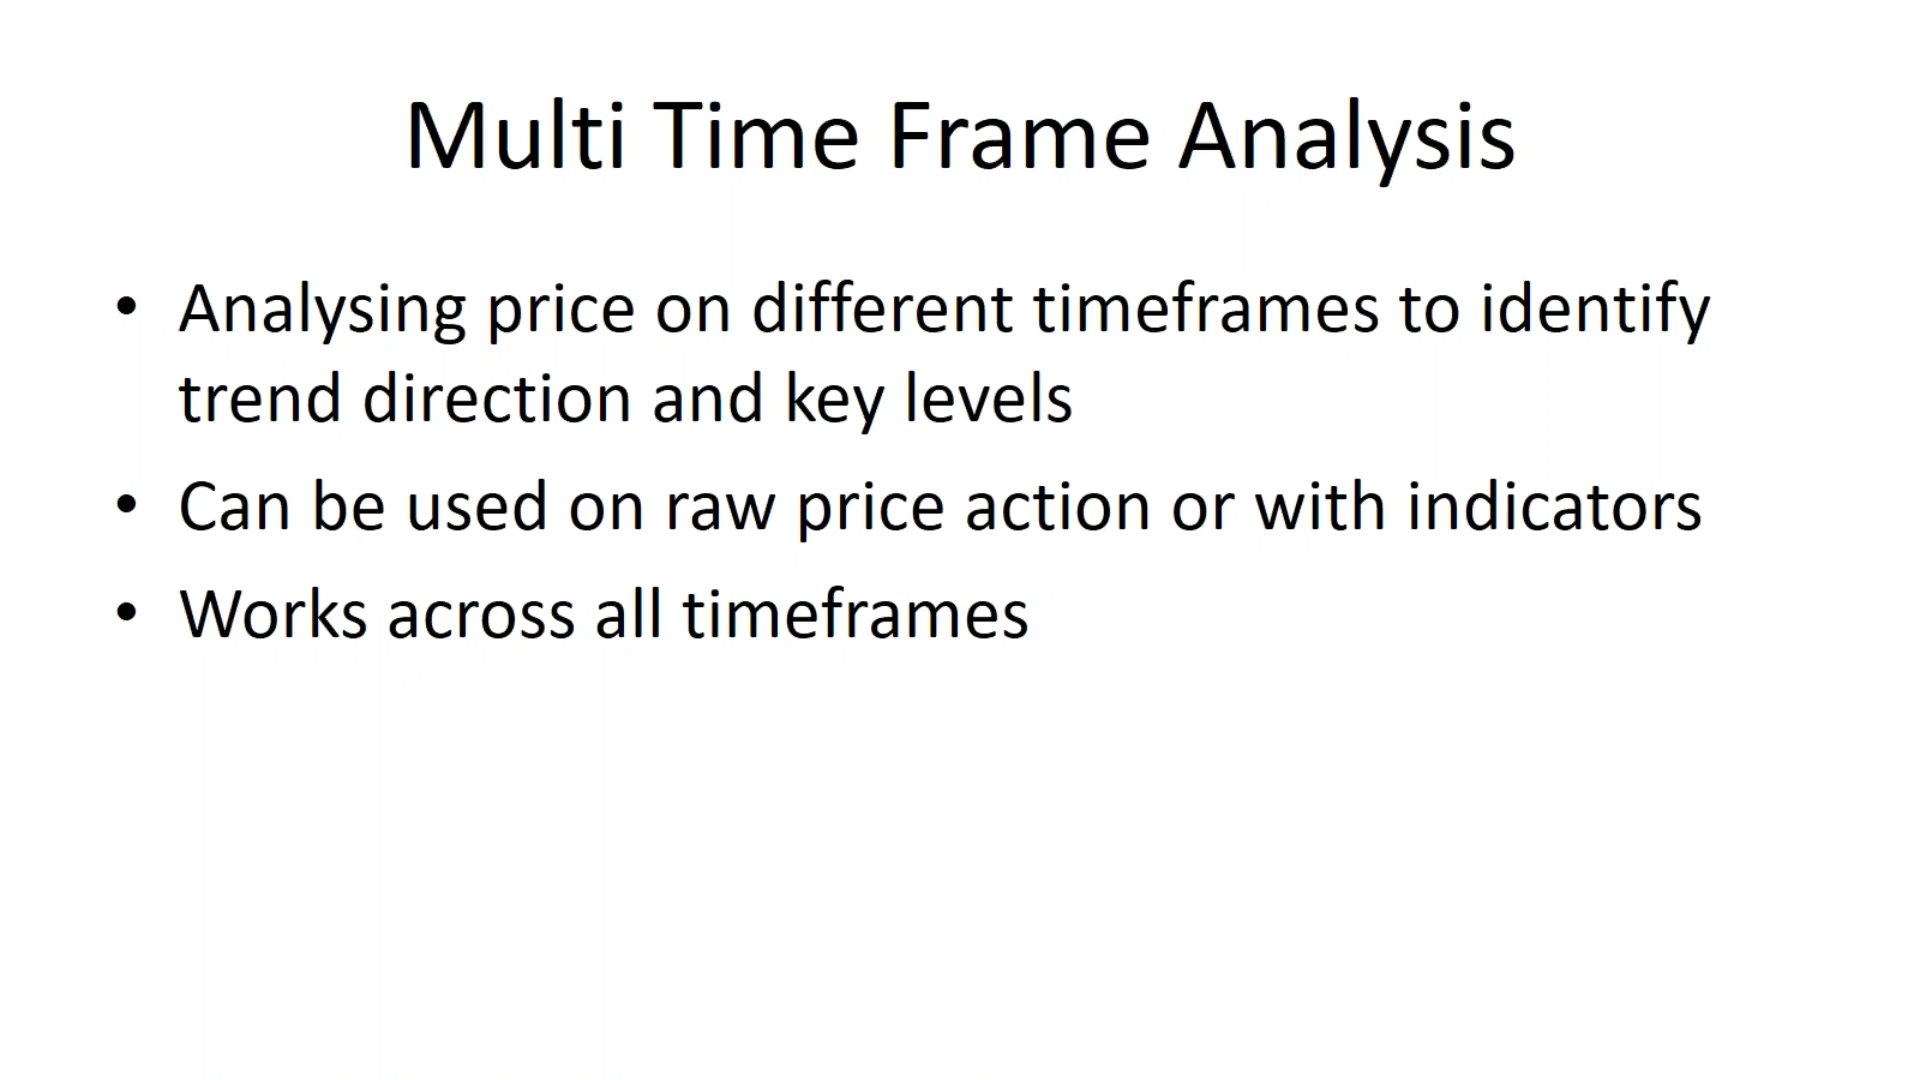 Multi Time Frame Analysis
• Analysing price on different timeframes to identify
trend direction and key levels
• Can be used on raw price action or with indicators
• Works across all timeframes